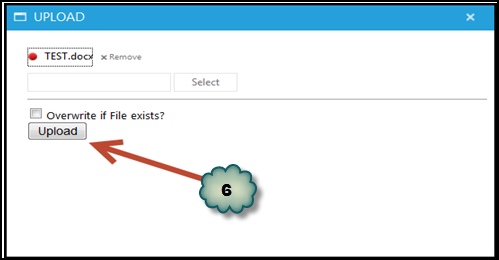 UPLOAD
TEST.docx × Remove
Select
Overwrite if File exists?
Upload
6